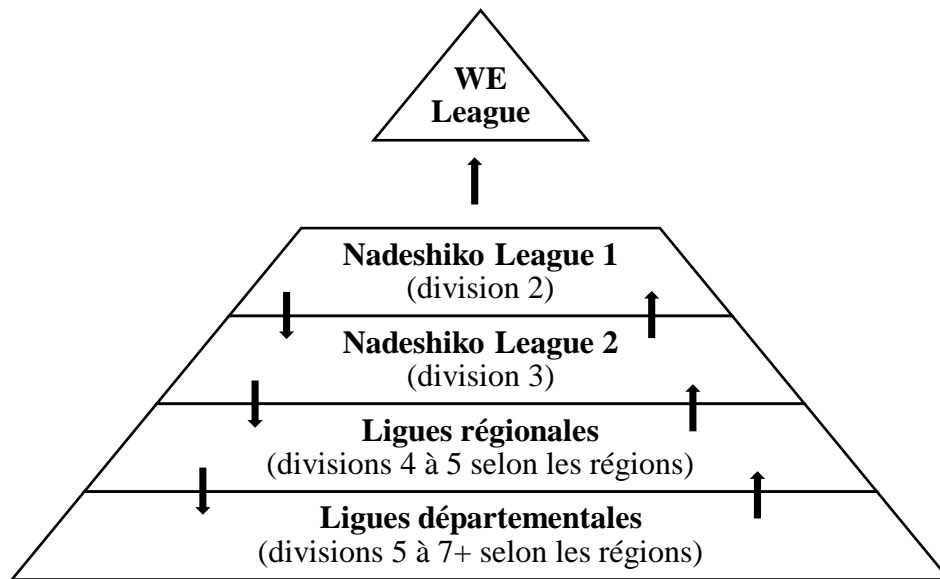 WE
League
Nadeshiko League 1
(division 2)
Nadeshiko League 2
(division 3)
Ligues régionales
(divisions 4 à 5 selon les régions)
Ligues départementales
(divisions 5 à 7+ selon les régions)